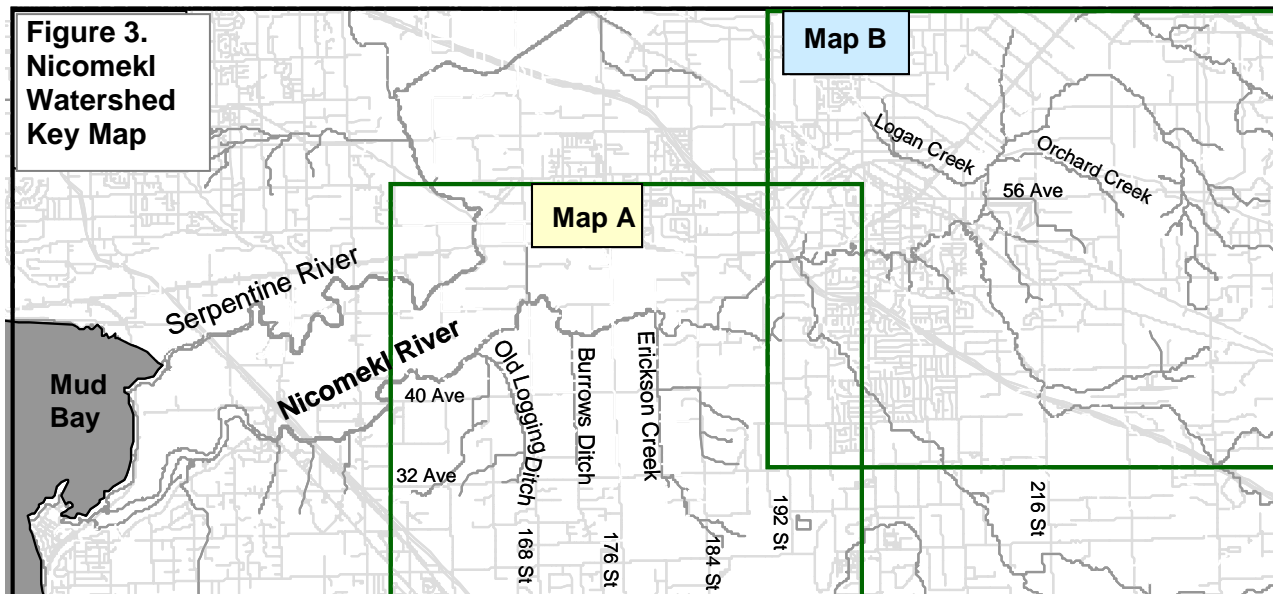 Figure 3.
Nicomekl
Watershed
Key Map
Map B
Logan Creek
Orchard Creek
56 Ave
Map A
Serpentine River
Nicomekl River
Mud
Bay
Old Logging Ditch
Burrows Ditch
Erickson Creek
40 Ave
32 Ave
168 St
176 St
184 St
192 St
216 St